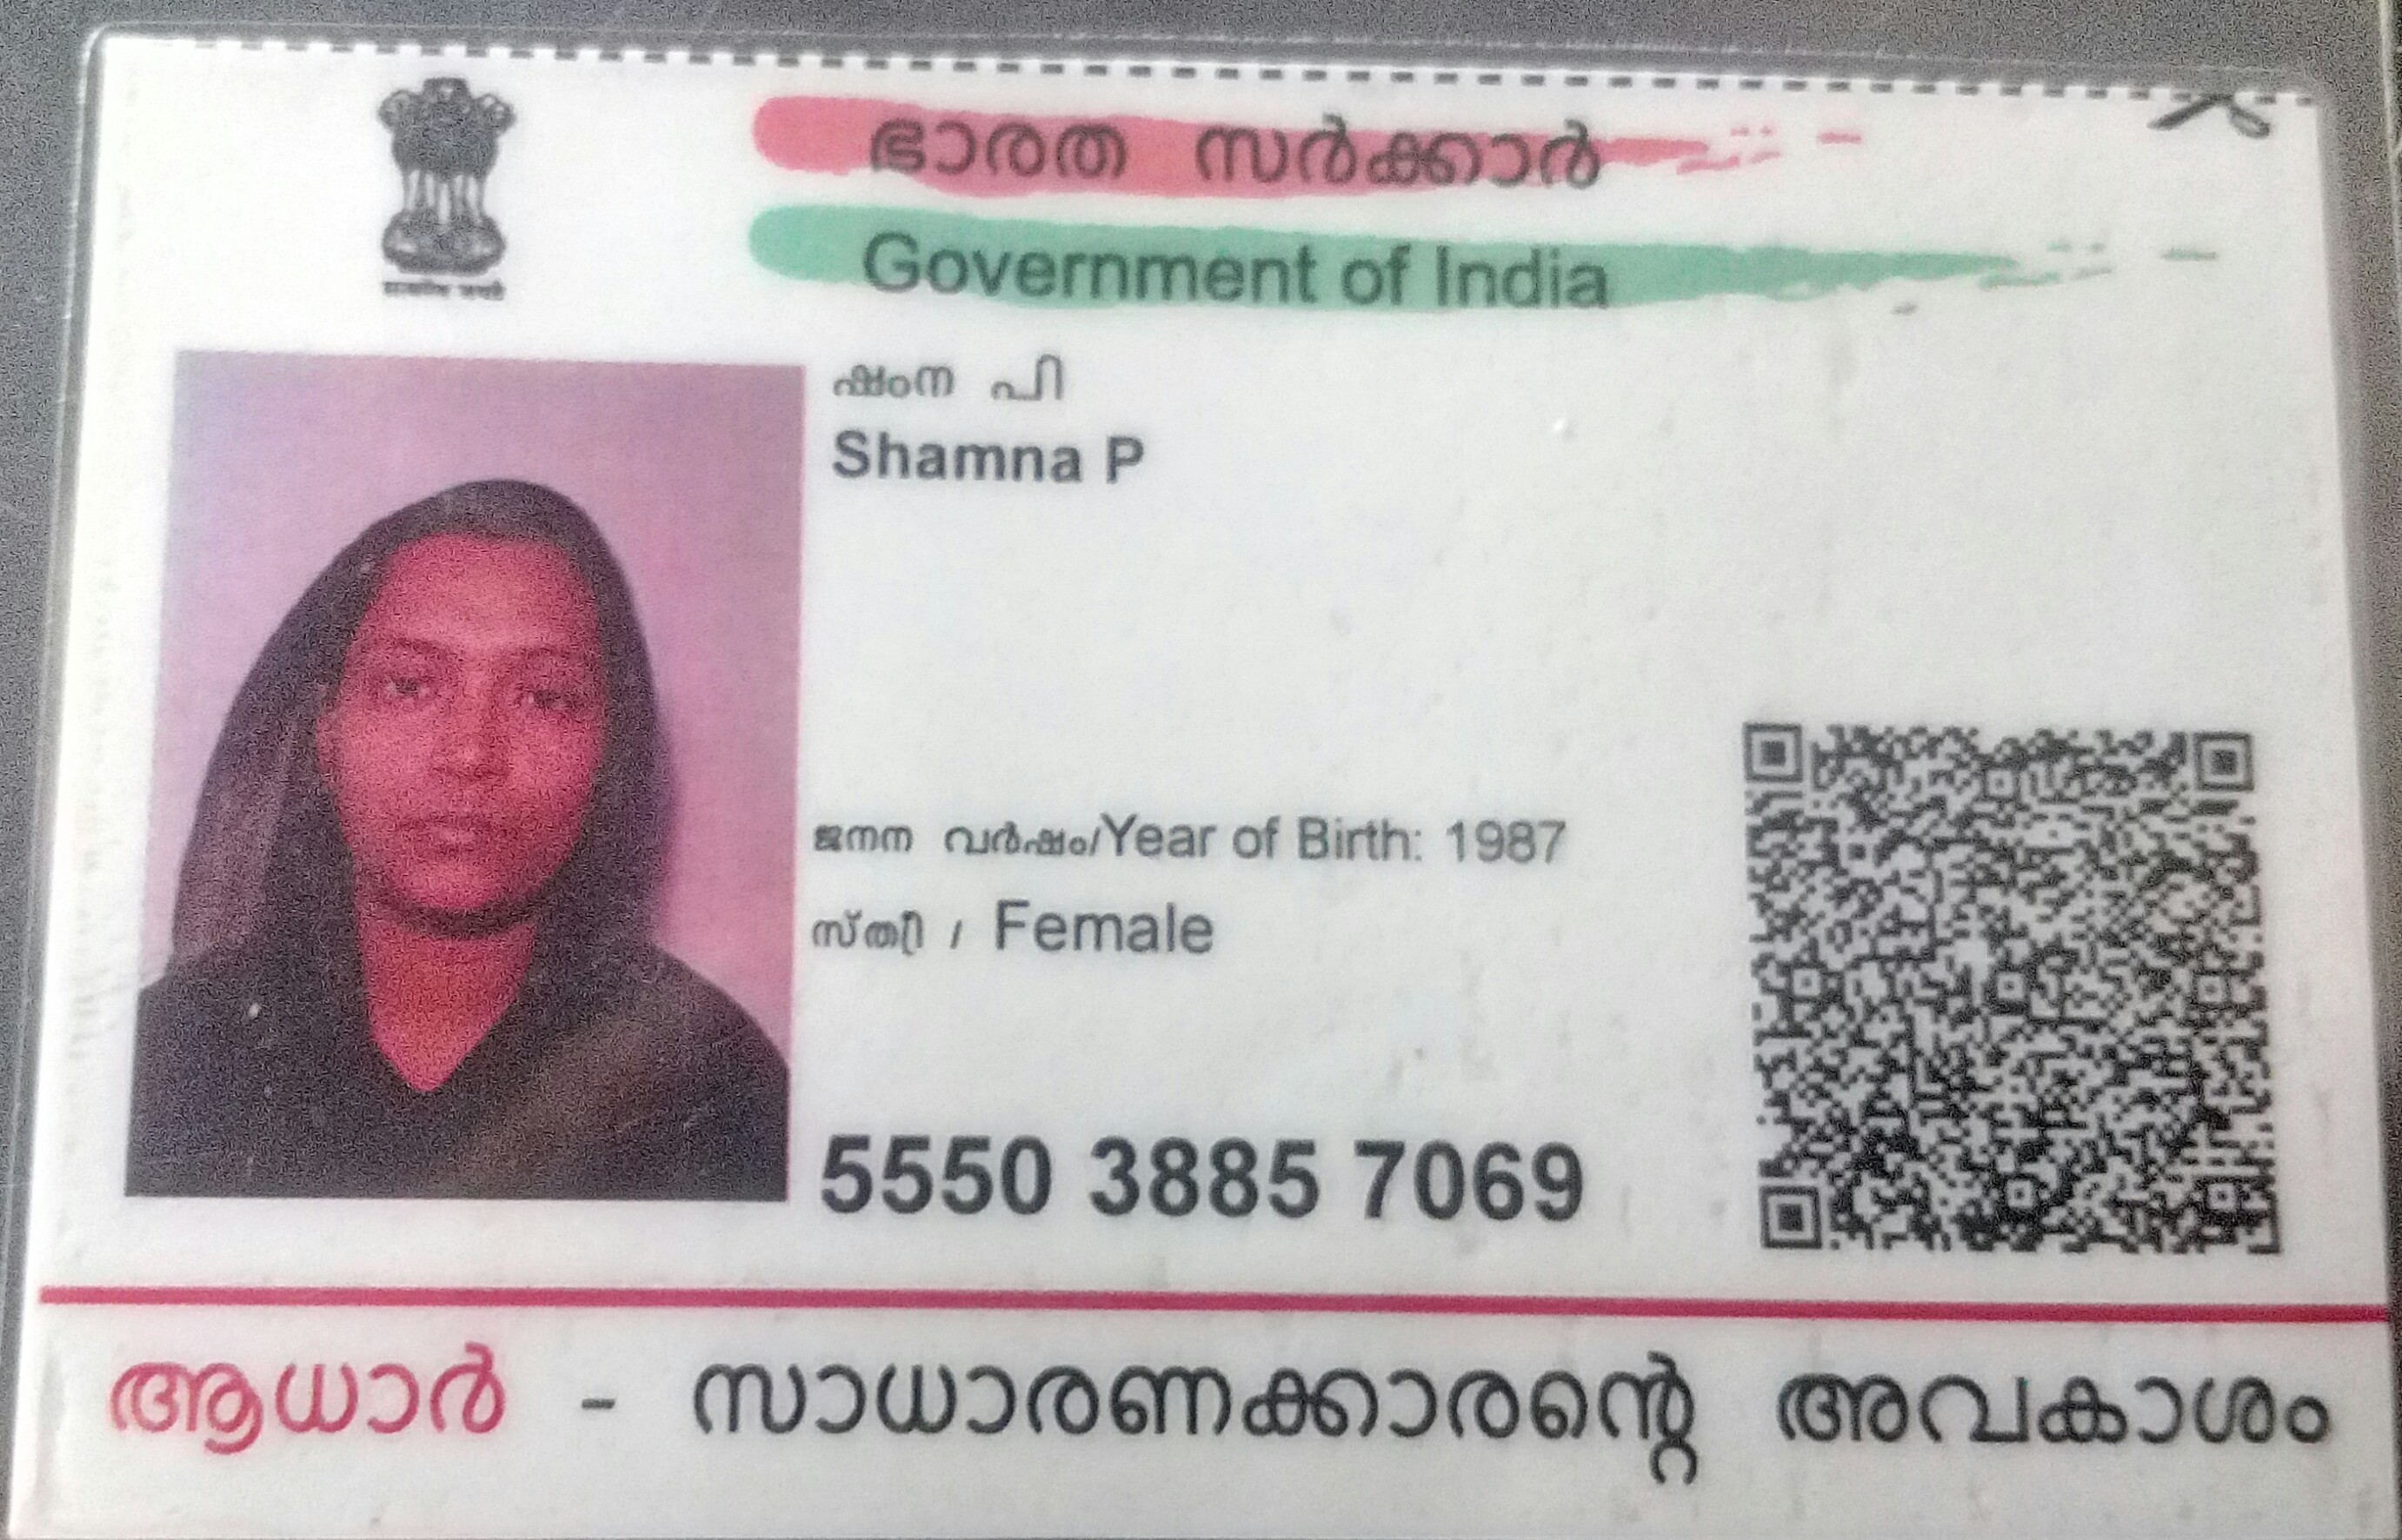 ഭാരത സർക്കാർ
Government of India
ഷംന പി
Shamna P
ജനന വർഷം/Year of Birth: 1987
സ്ത്രീ / Female
5550 3885 7069
ആധാർ - സാധാരണക്കാരന്റെ അവകാശം